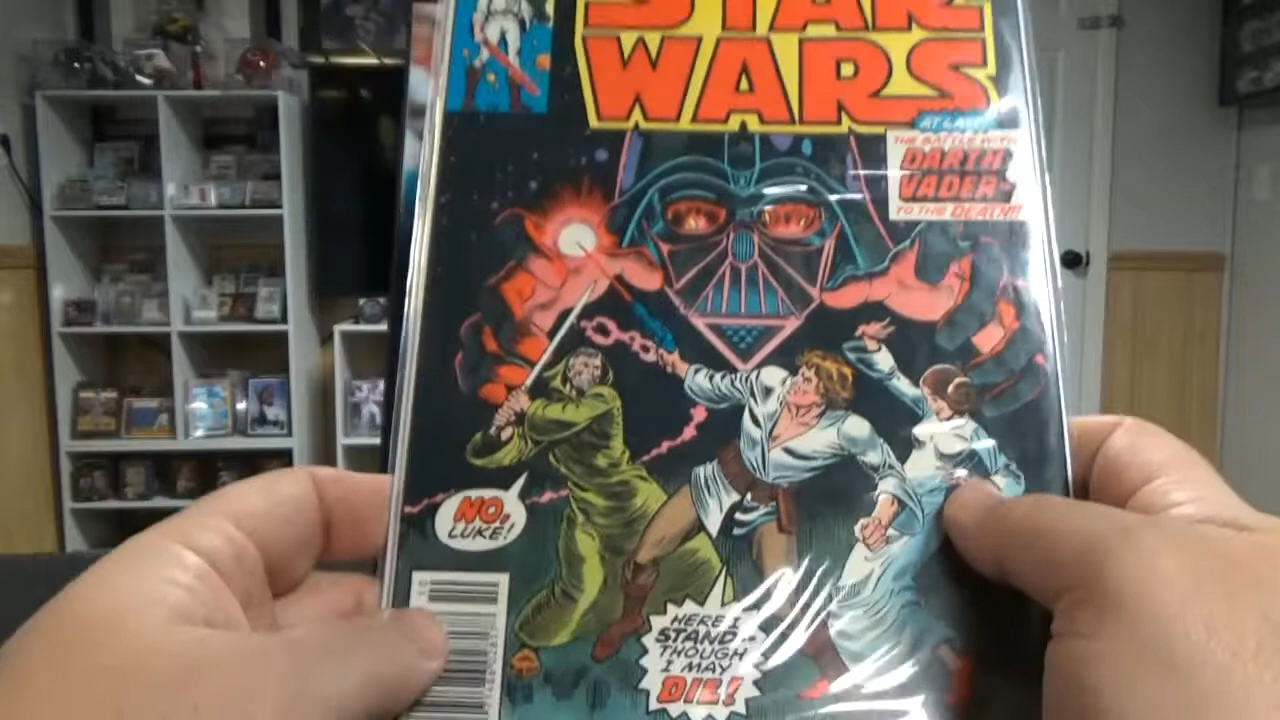 STAR
WARS
AT LAST!
THE BATTLE WITH
DARTH
VADER-
TO THE DEATH!!
NO,
LUKE!
HERE I
STAND--
THOUGH
I MAY
DIE!